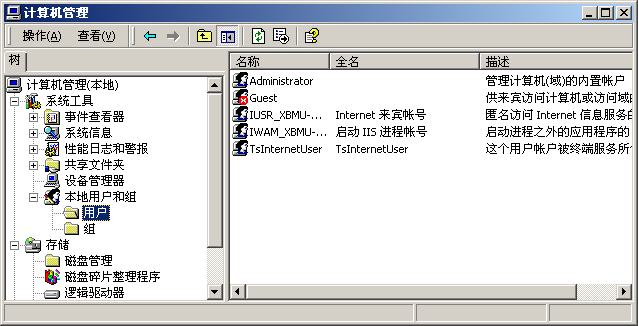 计算机管理
操作(A) 查看(V)
树
名称 全名 描述
计算机管理(本地)
系统工具
事件查看器
系统信息
性能日志和警报
共享文件夹
设备管理器
本地用户和组
用户
组
存储
磁盘管理
磁盘碎片整理程序
逻辑驱动器
Administrator 管理计算机(域)的内置帐户
Guest 供来宾访问计算机或访问域的
IUSR_XBMU-... Internet 来宾帐号 匿名访问 Internet 信息服务的
IWAM_XBMU-... 启动 IIS 进程帐号 启动进程之外的应用程序的
TsInternetUser TsInternetUser 这个用户帐户被终端服务所